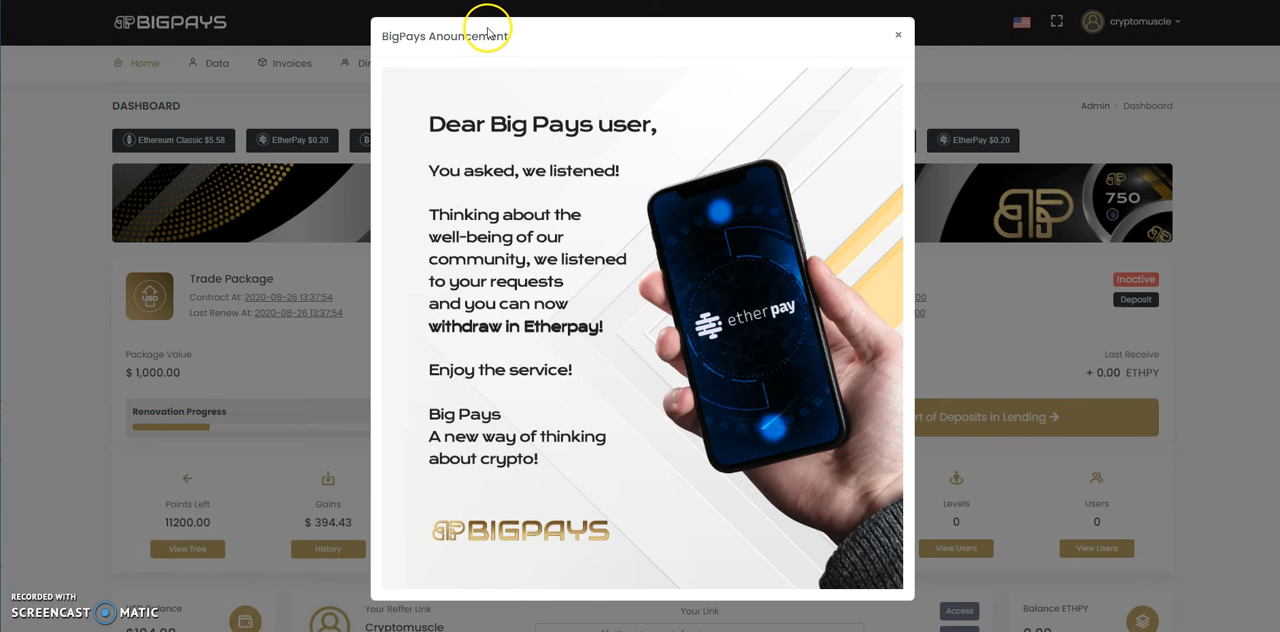 BIGPAYS
cryptomuscle
BigPays Anouncement
×
Home
Data
Invoices
DASHBOARD
Admin / Dashboard
Ethereum Classic $5.58
EtherPay $0.20
EtherPay $0.20
750
Dear Big Pays user,
You asked, we listened!
Thinking about the
well-being of our
community, we listened
to your requests
and you can now
withdraw in Etherpay!
Enjoy the service!
Big Pays
A new way of thinking
about crypto!
BIGPAYS
ether pay
USD
Trade Package
Contract At: 2020-08-26 13:37:54
Last Renew At: 2020-08-26 13:37:54
Inactive
Deposit
Package Value
$ 1,000.00
Last Receive
+ 0.00 ETHPY
Renovation Progress
of Deposits in Lending →
Points Left
11200.00
View Tree
Gains
$ 394.43
History
Levels
0
View Users
Users
0
View Users
RECORDED WITH
SCREENCAST MATIC
Your Reffer Link
Cryptomuscle
Your Link
Access
Balance ETHPY